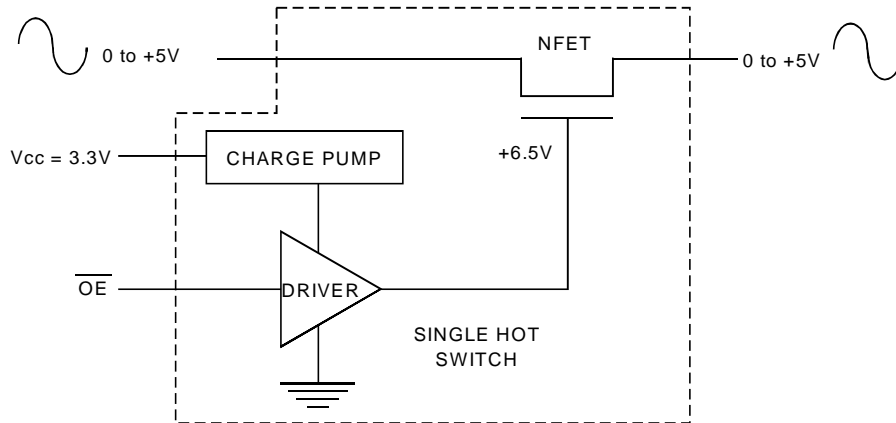 NFET
0 to +5V
0 to +5V
Vcc = 3.3V
CHARGE PUMP
+6.5V
OE
DRIVER
SINGLE HOT
SWITCH